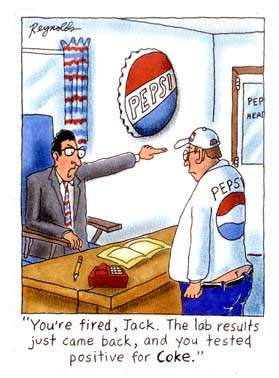 Reynolds
PEPSI
PEP
HEAD
PEPSI
"You're fired, Jack. The lab results
just came back, and you tested
positive for Coke."